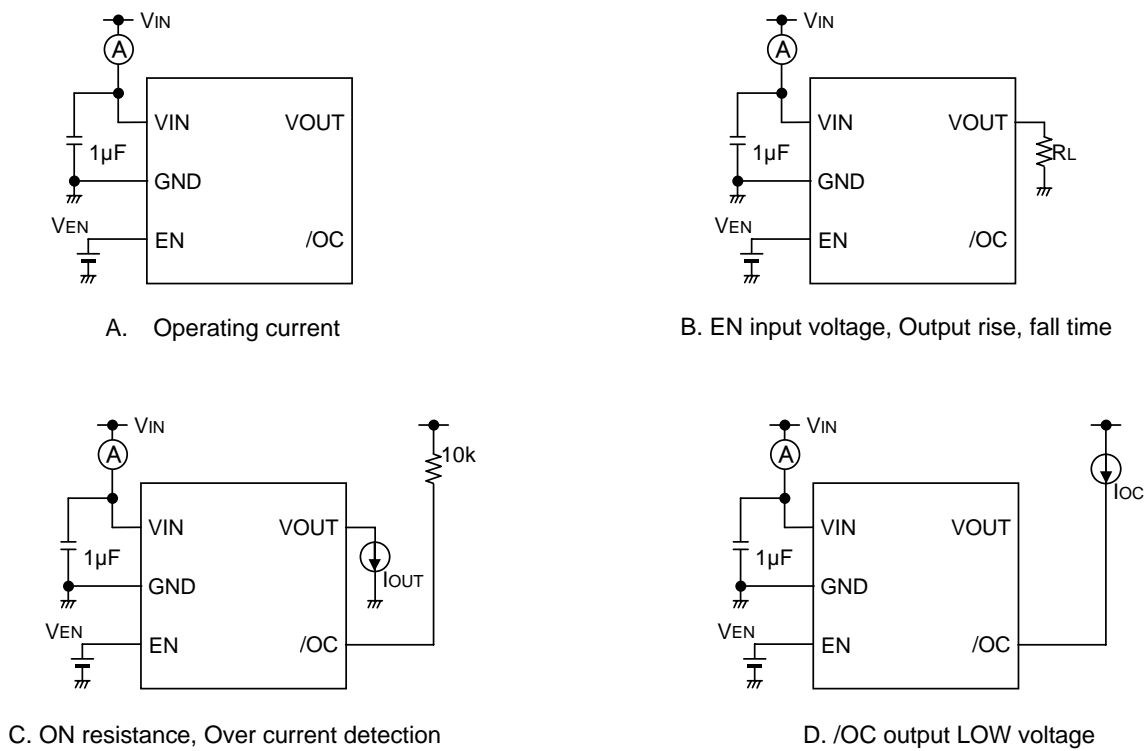 VIN
A
VIN VOUT
1µF
GND
VEN
EN /OC
A. Operating current
VIN
A
VIN VOUT
1µF RL
GND
VEN
EN /OC
B. EN input voltage, Output rise, fall time
VIN
A 10k
VIN VOUT
1µF IOUT
GND
VEN
EN /OC
C. ON resistance, Over current detection
VIN
A
IOC
VIN VOUT
1µF
GND
VEN
EN /OC
D. /OC output LOW voltage